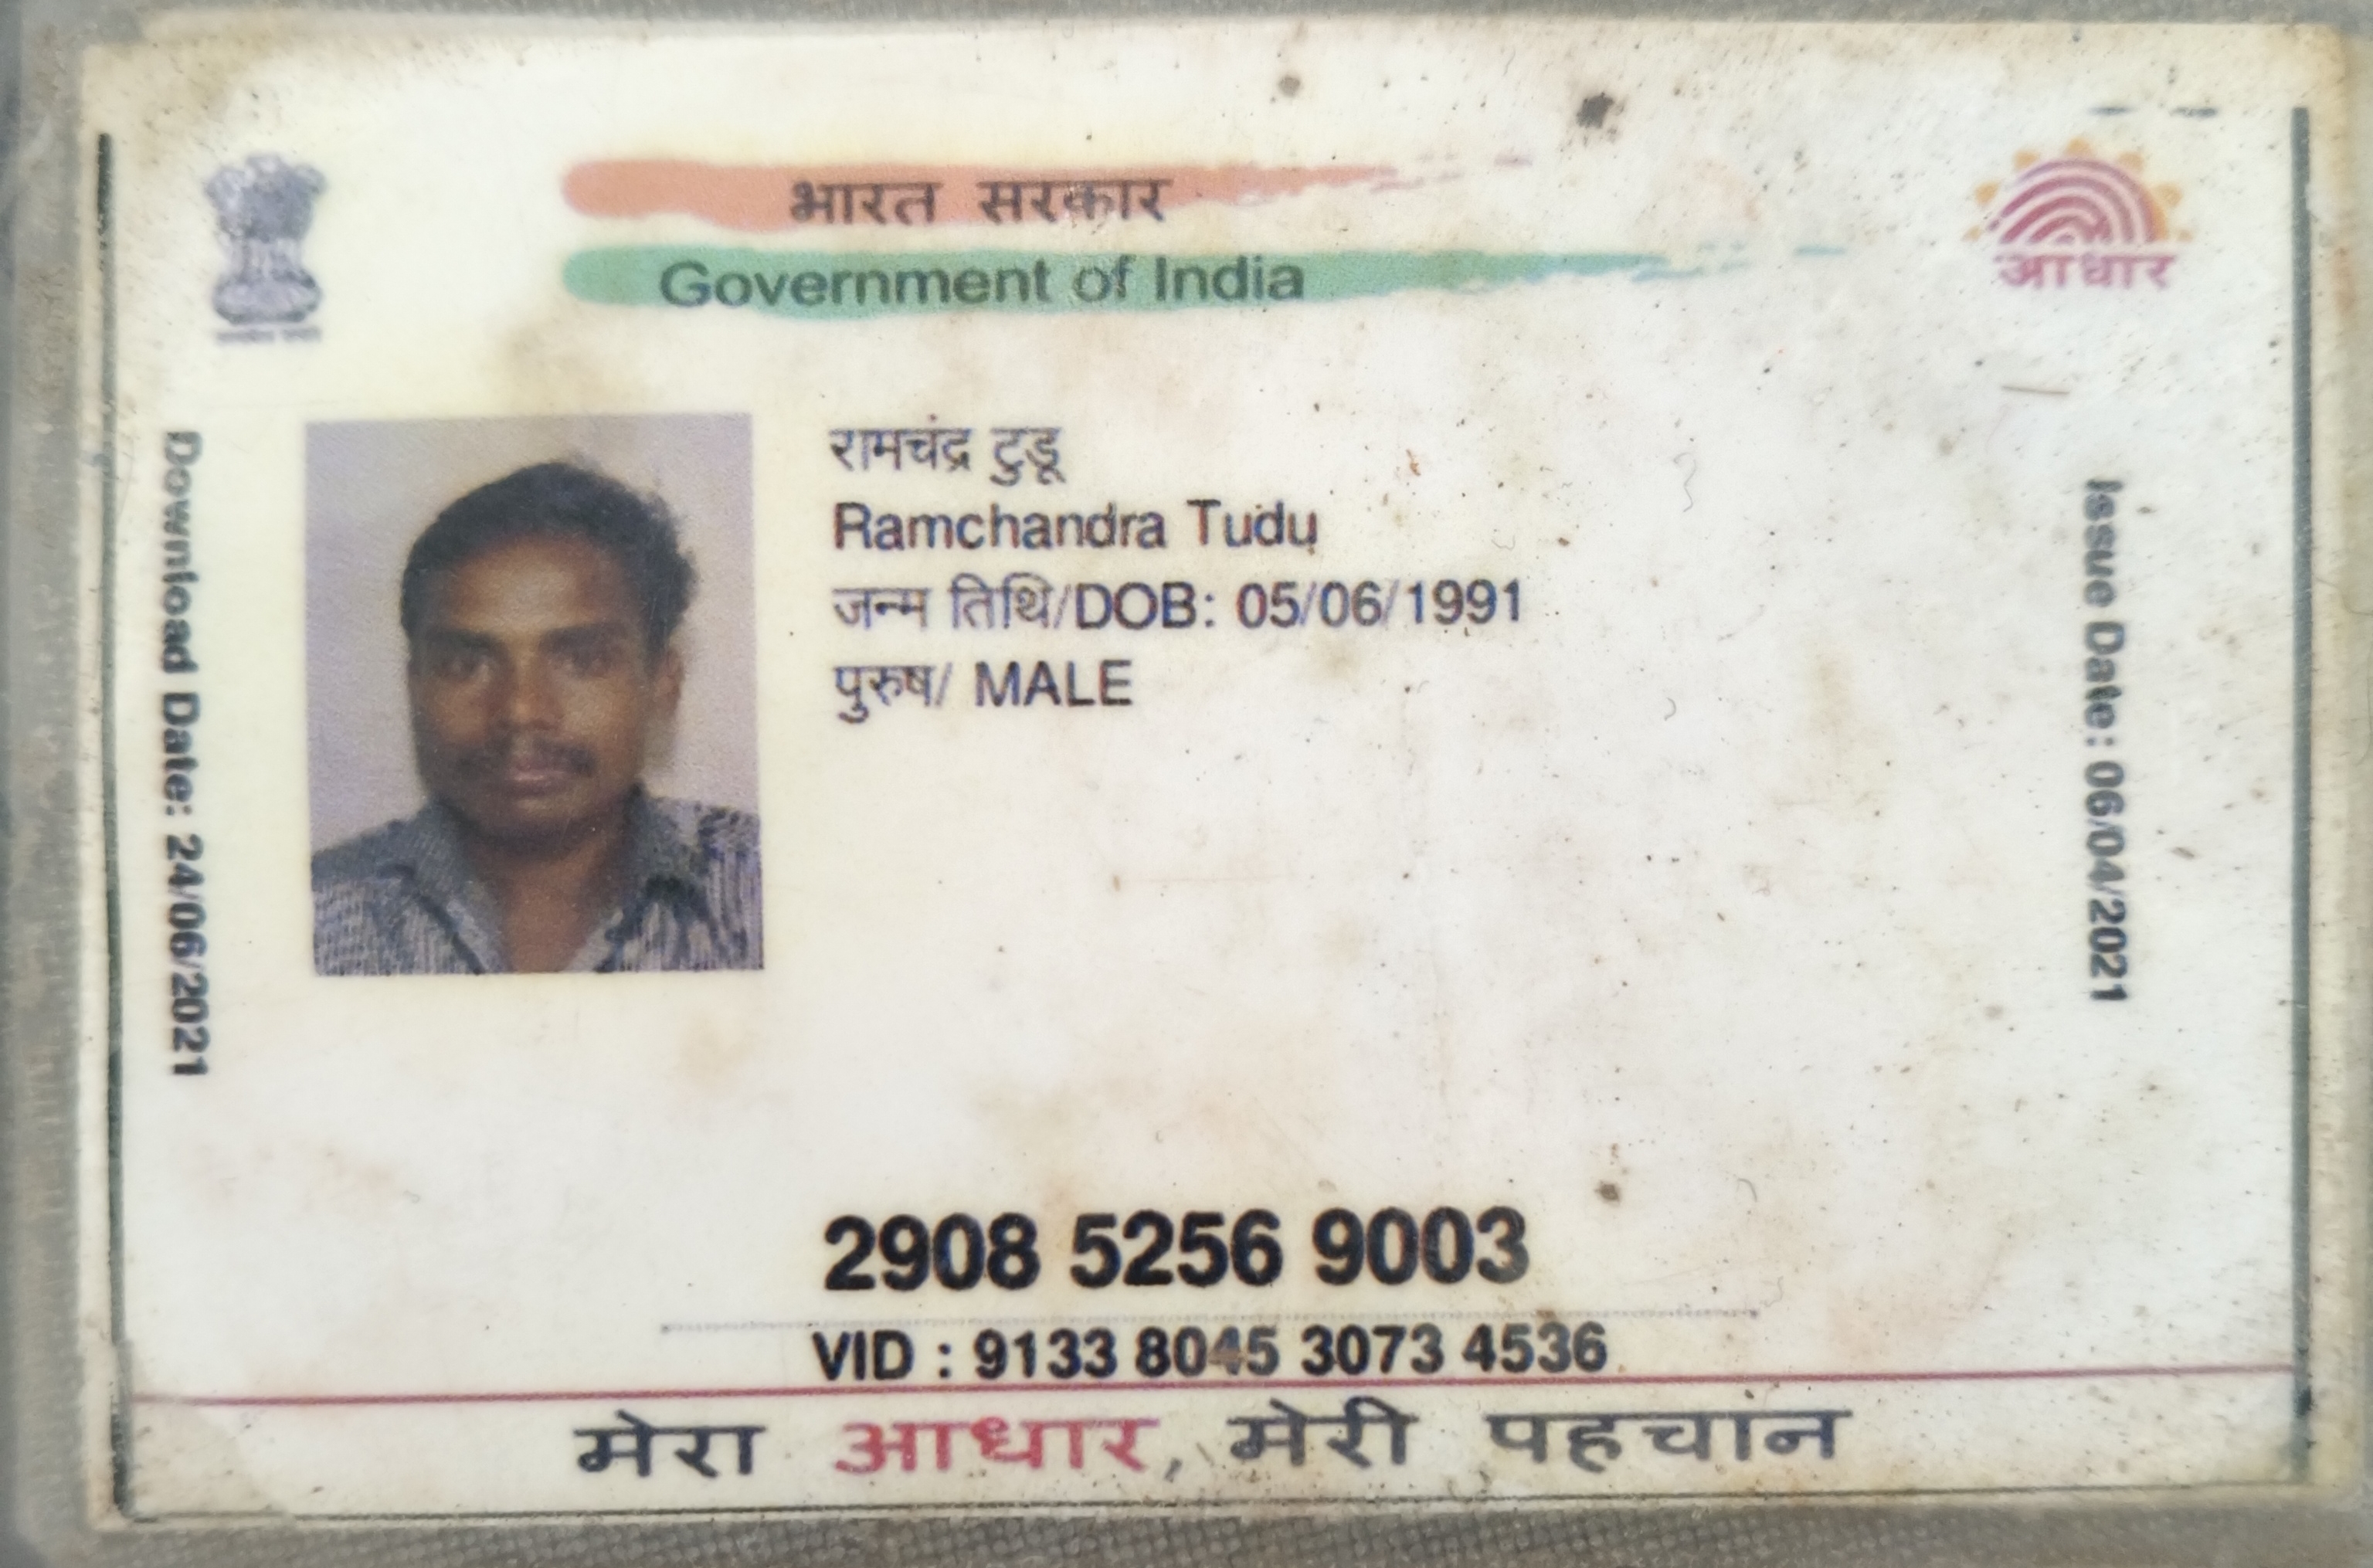 भारत सरकार
Government of India
आधार
Download Date: 24/06/2021
रामचंद्र टुडू
Ramchandra Tudu
जन्म तिथि/DOB: 05/06/1991
पुरुष/ MALE
Issue Date: 06/04/2021
2908 5256 9003
VID : 9133 8045 3073 4536
मेरा आधार, मेरी पहचान